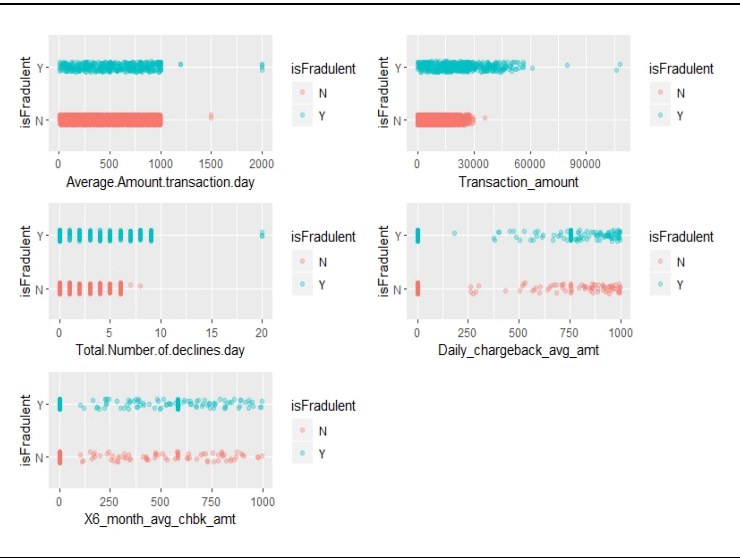 isFradulent
Y
N
0 500 1000 1500 2000
Average.Amount.transaction.day
isFradulent
N
Y
isFradulent
Y
N
0 30000 60000 90000
Transaction_amount
isFradulent
N
Y
isFradulent
Y
N
0 5 10 15 20
Total.Number.of.declines.day
isFradulent
N
Y
isFradulent
Y
N
0 250 500 750 1000
Daily_chargeback_avg_amt
isFradulent
N
Y
isFradulent
Y
N
0 250 500 750 1000
X6_month_avg_chbk_amt
isFradulent
N
Y